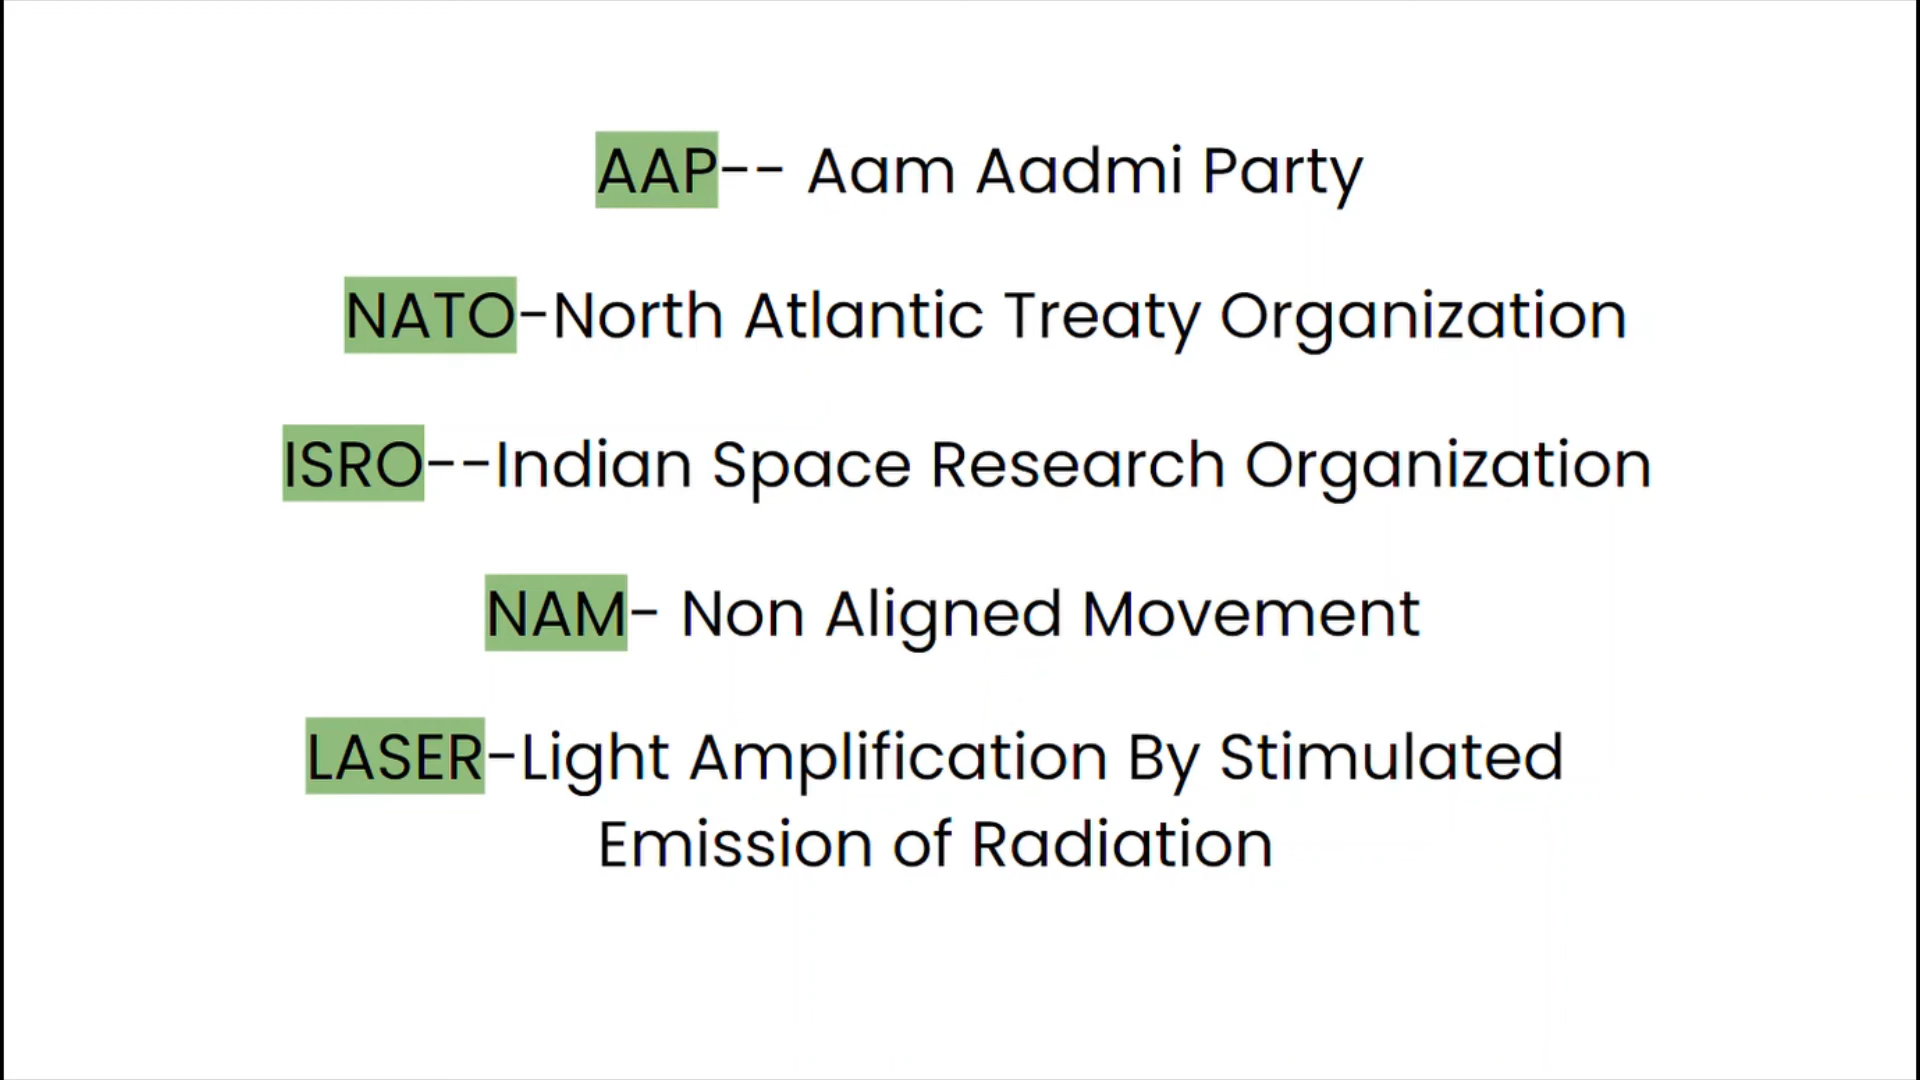 AAP-- Aam Aadmi Party
NATO-North Atlantic Treaty Organization
ISRO--Indian Space Research Organization
NAM- Non Aligned Movement
LASER-Light Amplification By Stimulated
Emission of Radiation